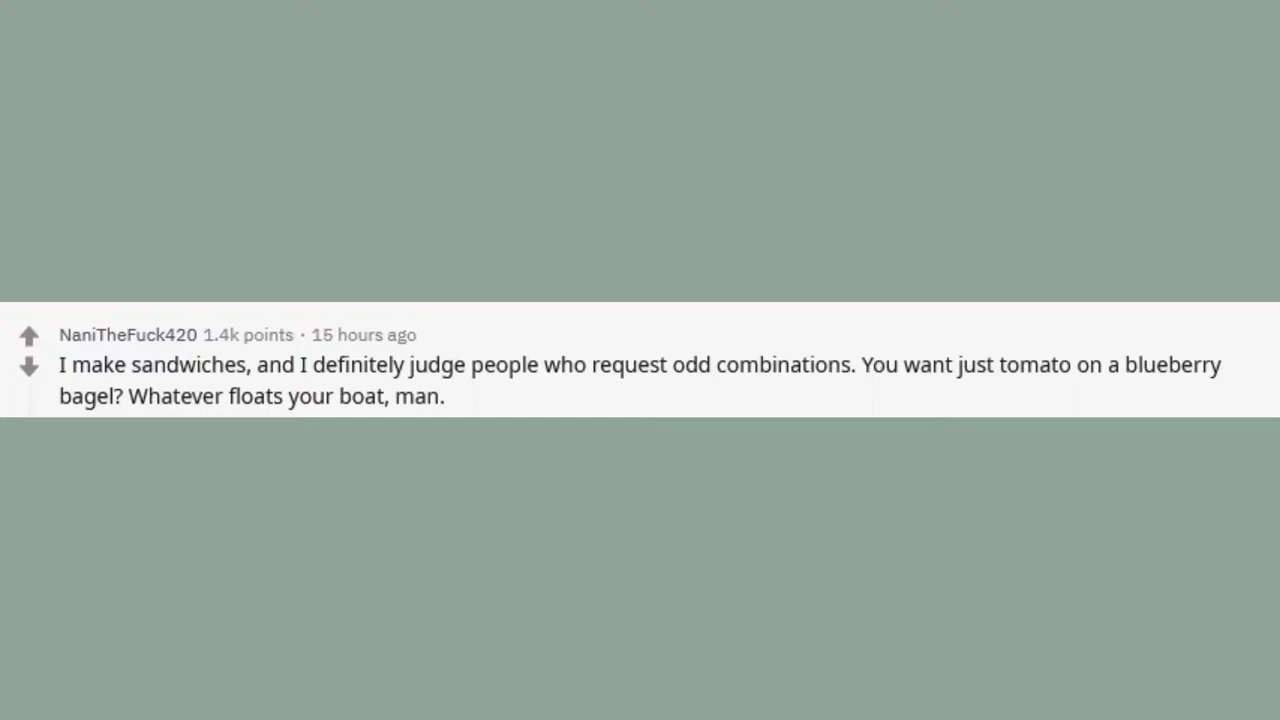 NaniTheFuck420 1.4k points · 15 hours ago
I make sandwiches, and I definitely judge people who request odd combinations. You want just tomato on a blueberry
bagel? Whatever floats your boat, man.